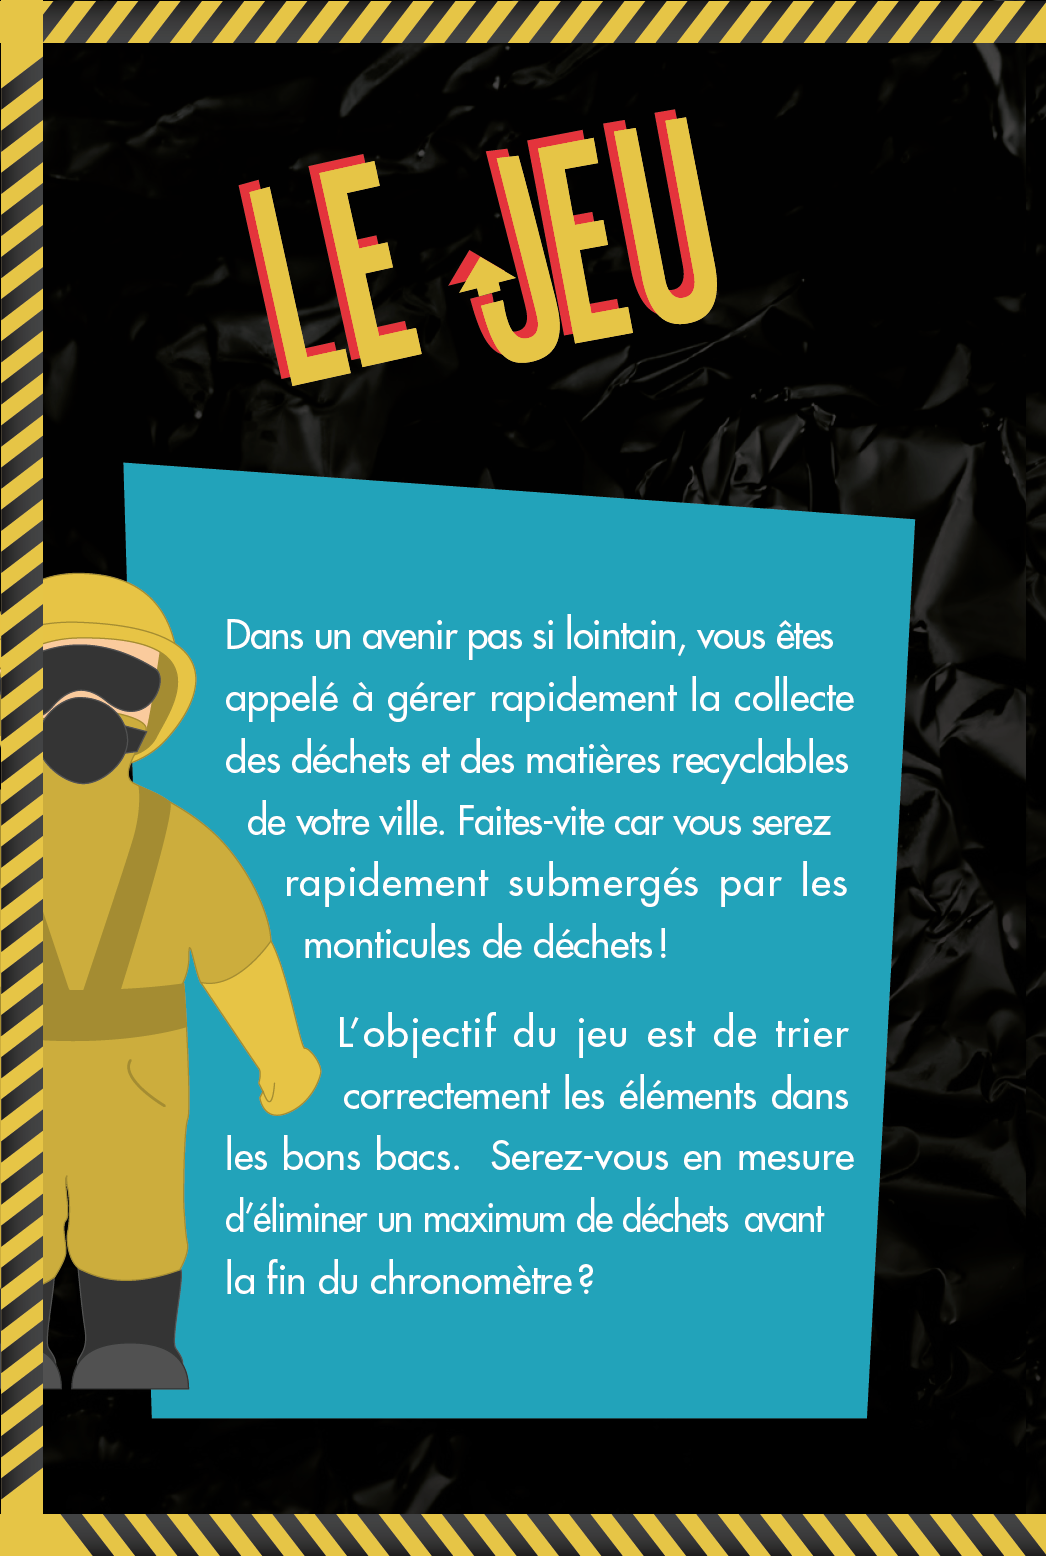 LE JEU
Dans un avenir pas si lointain, vous êtes
appelé à gérer rapidement la collecte
des déchets et des matières recyclables
de votre ville. Faites-vite car vous serez
rapidement submergés par les
monticules de déchets !
L’objectif du jeu est de trier
correctement les éléments dans
les bons bacs. Serez-vous en mesure
d’éliminer un maximum de déchets avant
la fin du chronomètre ?